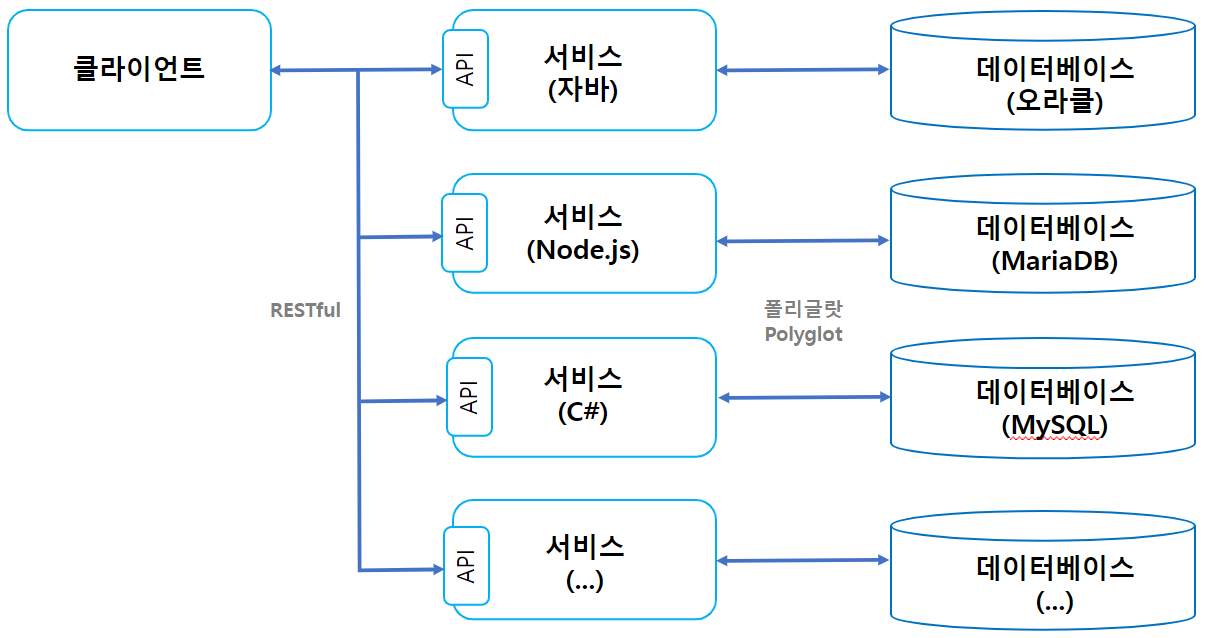 클라이언트
API
서비스
(자바)
데이터베이스
(오라클)
API
서비스
(Node.js)
데이터베이스
(MariaDB)
RESTful
폴리글랏
Polyglot
API
서비스
(C#)
데이터베이스
(MySQL)
API
서비스
(...)
데이터베이스
(...)